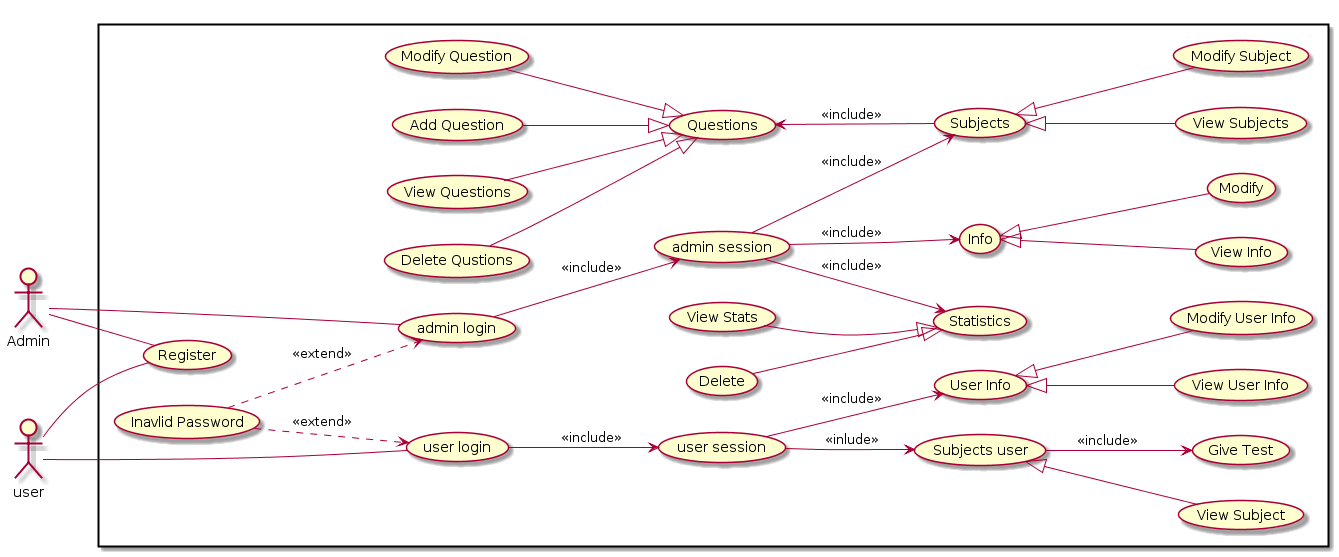 Modify Question
Modify Subject
Add Question
Questions
«include»
Subjects
View Subjects
«include»
View Questions
Modify
admin session
«include»
Info
View Info
Delete Qustions
«include»
«include»
View Stats
Statistics
Modify User Info
Admin
admin login
Register
«extend»
Delete
User Info
View User Info
«include»
Inavlid Password
«extend»
user login
«include»
user session
«inlude»
Subjects user
«include»
Give Test
user
View Subject